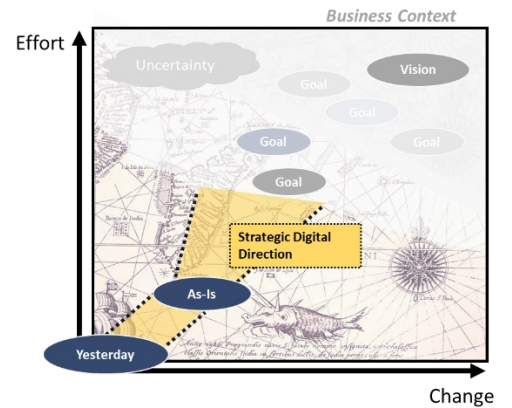 Business Context
Effort
Uncertainty
Vision
Goal
Goal
Goal
Goal
Goal
Strategic Digital
Direction
As-Is
Yesterday
Change